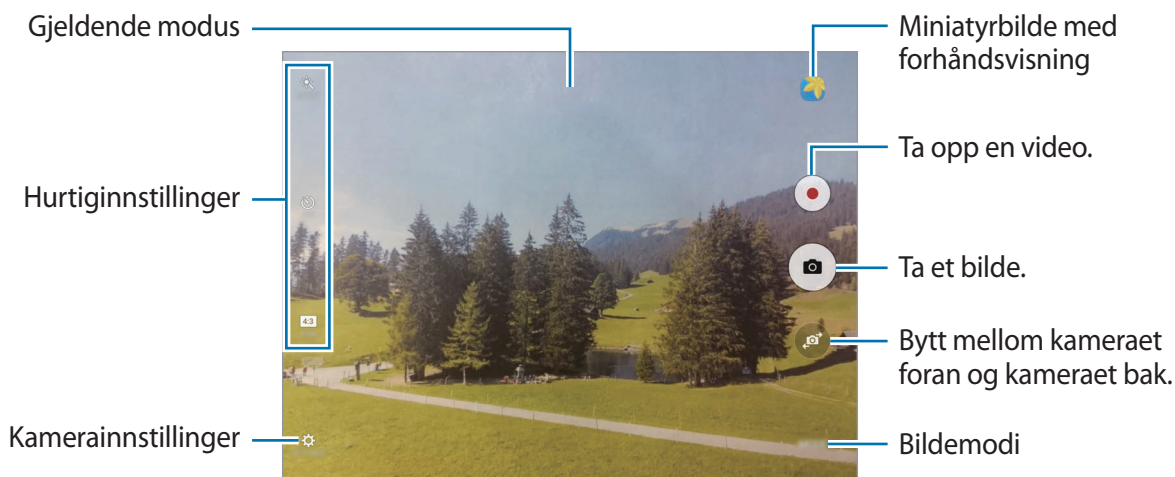 Gjeldende modus
Miniatyrbilde med
forhåndsvisning
Ta opp en video.
Hurtiginnstillinger
Ta et bilde.
4:3
Bytt mellom kameraet
foran og kameraet bak.
Kamerainnstillinger
Bildemodi